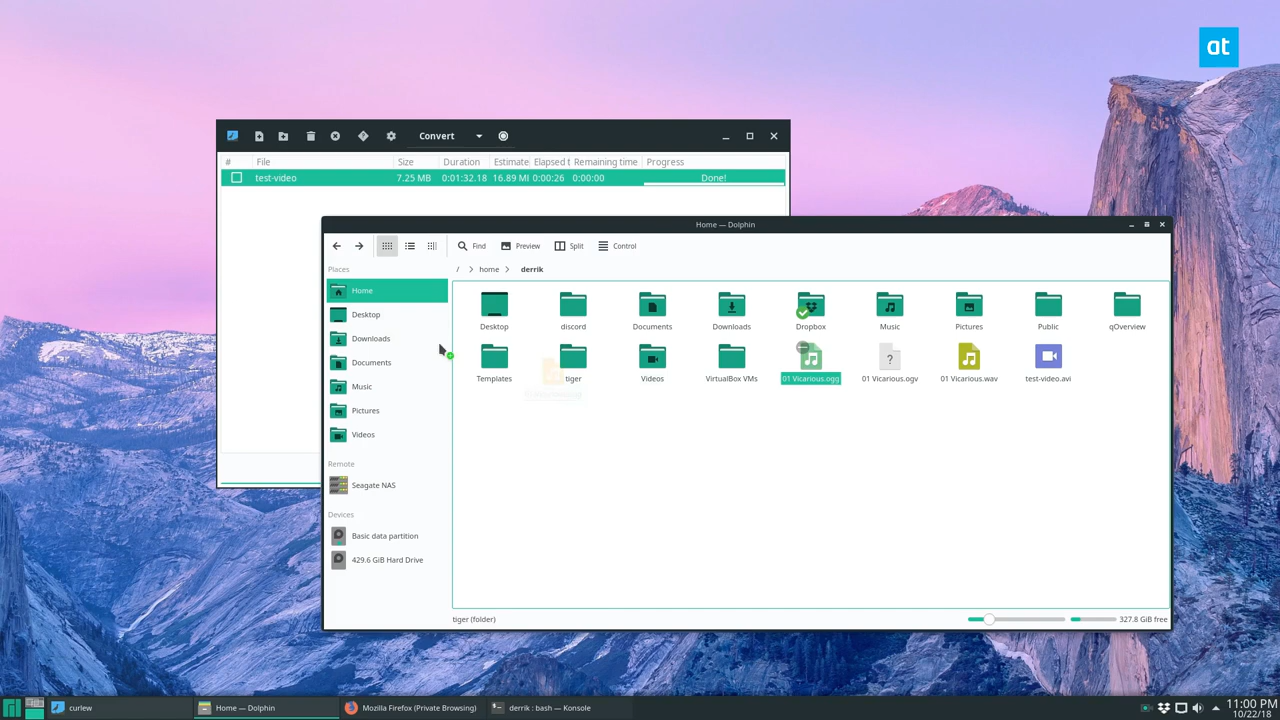 at
Convert
# File Size Duration Estimate Elapsed t Remaining time Progress
test-video 7.25 MB 0:01:32.18 16.89 MI 0:00:26 0:00:00 Done!
Home — Dolphin
Find Preview Split Control
Places
/ > home > derrik
Home
Desktop
Downloads
Documents
Music
Pictures
Videos
Remote
Seagate NAS
Devices
Basic data partition
429.6 GiB Hard Drive
Desktop discord Documents Downloads Dropbox Music Pictures Public qOverview
Templates tiger Videos VirtualBox VMs 01 Vicarious.ogg 01 Vicarious.ogv 01 Vicarious.wav test-video.avi
tiger (folder)
327.8 GiB free
curlew
Home — Dolphin
Mozilla Firefox (Private Browsing)
derrik : bash — Konsole
11:00 PM
10/22/18